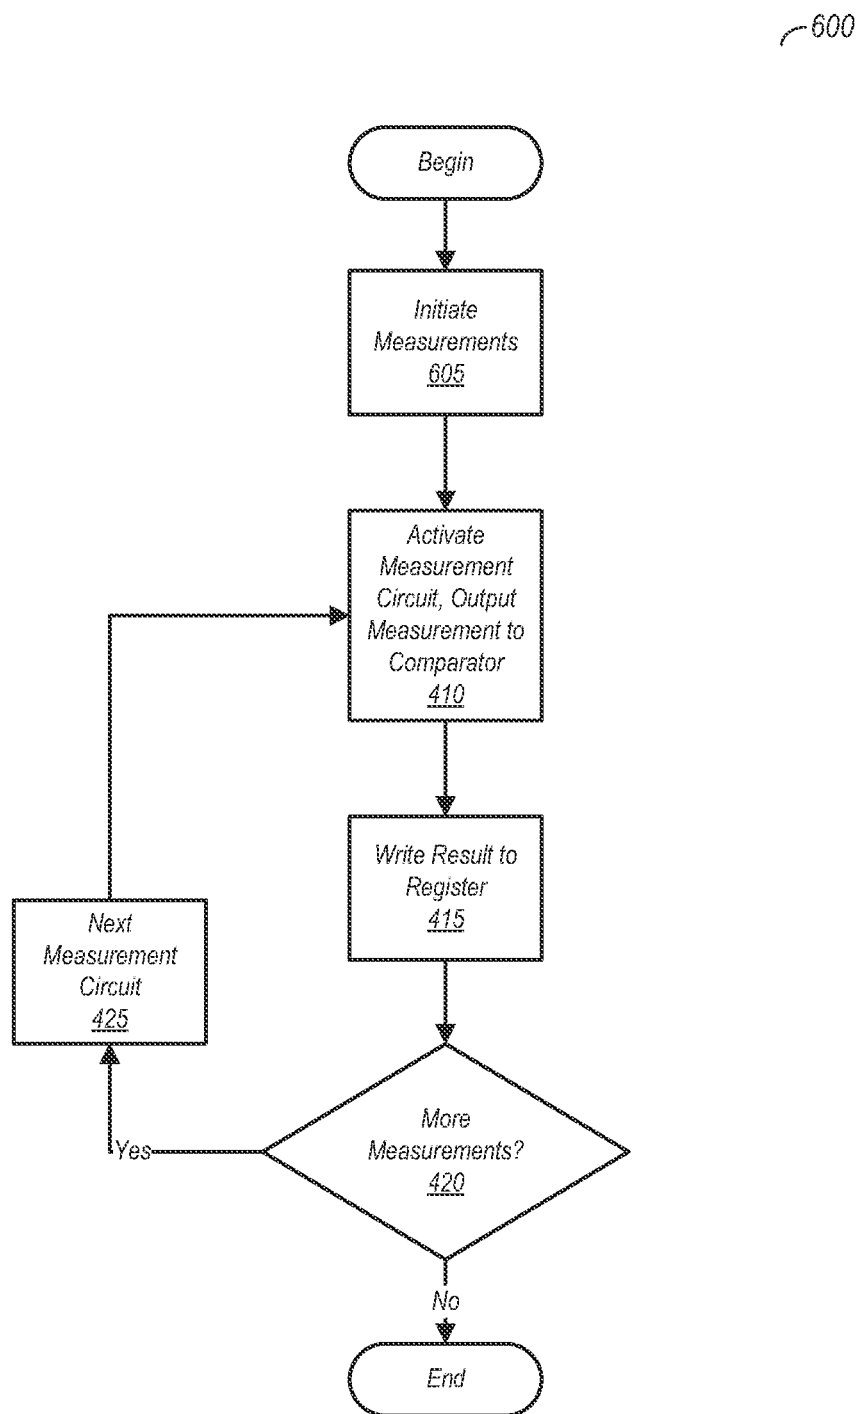 600
Begin
Initiate
Measurements
605
Activate
Measurement
Circuit, Output
Measurement to
Comparator
410
Write Result to
Register
415
Next
Measurement
Circuit
425
More
Measurements?
420
Yes
No
End